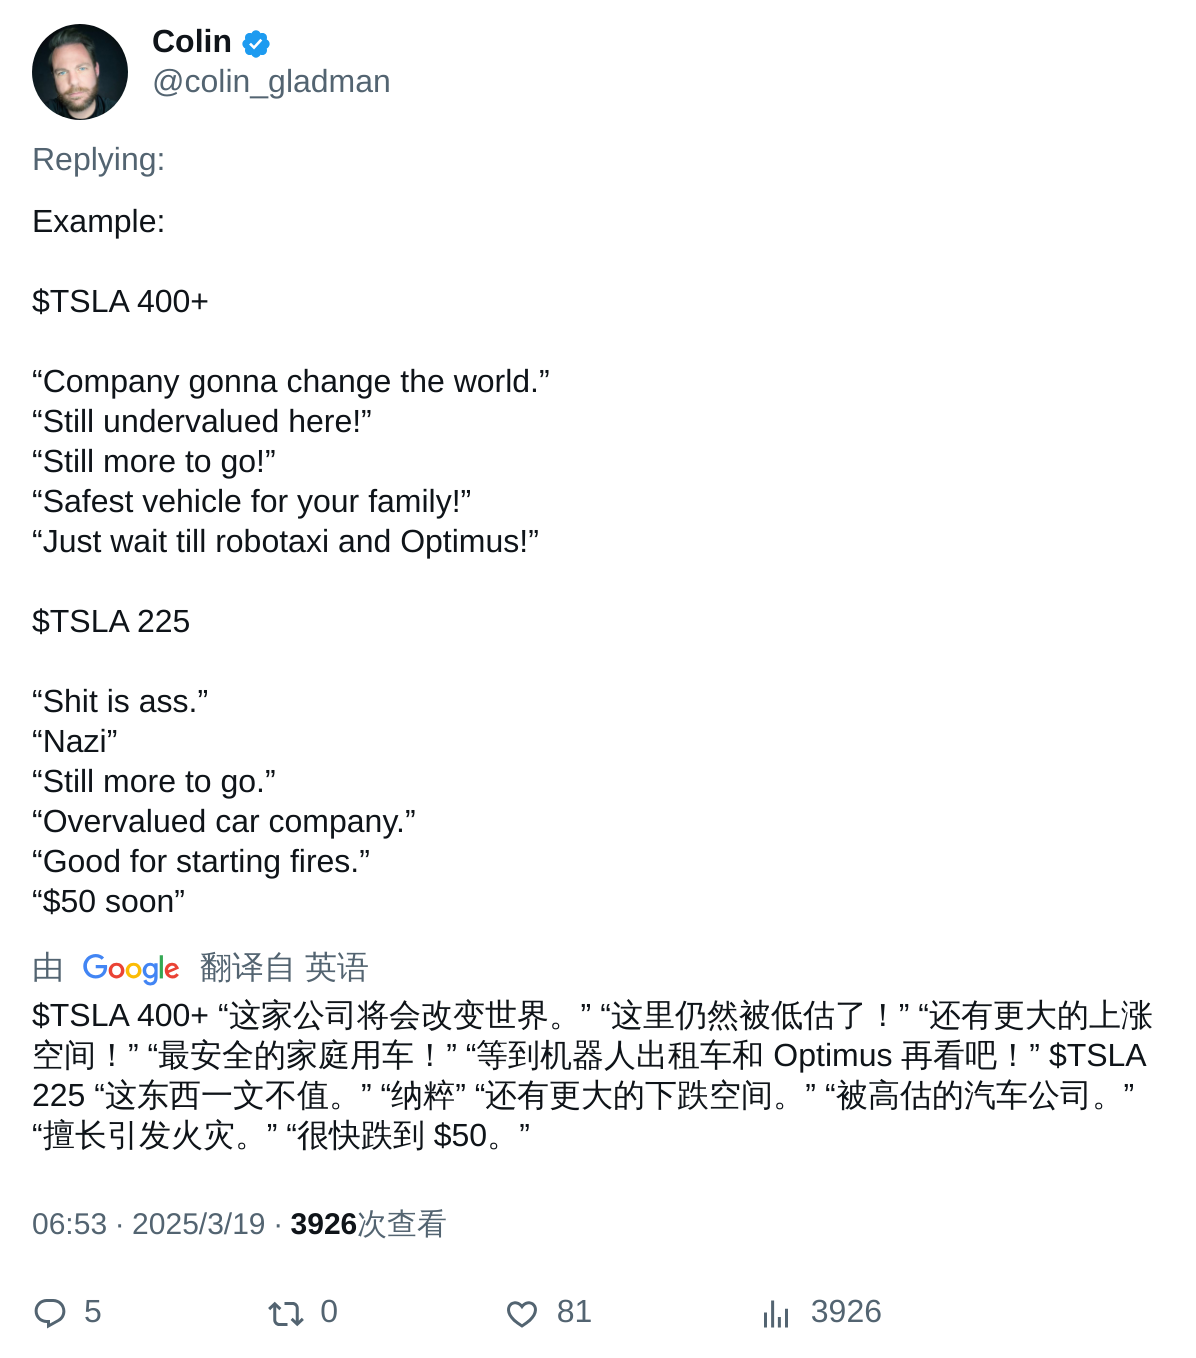 Colin
@colin_gladman
Replying:
Example:
$TSLA 400+
“Company gonna change the world.”
“Still undervalued here!”
“Still more to go!”
“Safest vehicle for your family!”
“Just wait till robotaxi and Optimus!”
$TSLA 225
“Shit is ass.”
“Nazi”
“Still more to go.”
“Overvalued car company.”
“Good for starting fires.”
“$50 soon”
由 Google 翻译自 英语
$TSLA 400+ “这家公司将会改变世界。” “这里仍然被低估了！” “还有更大的上涨
空间！” “最安全的家庭用车！” “等到机器人出租车和 Optimus 再看吧！” $TSLA
225 “这东西一文不值。” “纳粹” “还有更大的下跌空间。” “被高估的汽车公司。”
“擅长引发火灾。” “很快跌到 $50。”
06:53 · 2025/3/19 · 3926次查看
5 0 81 3926